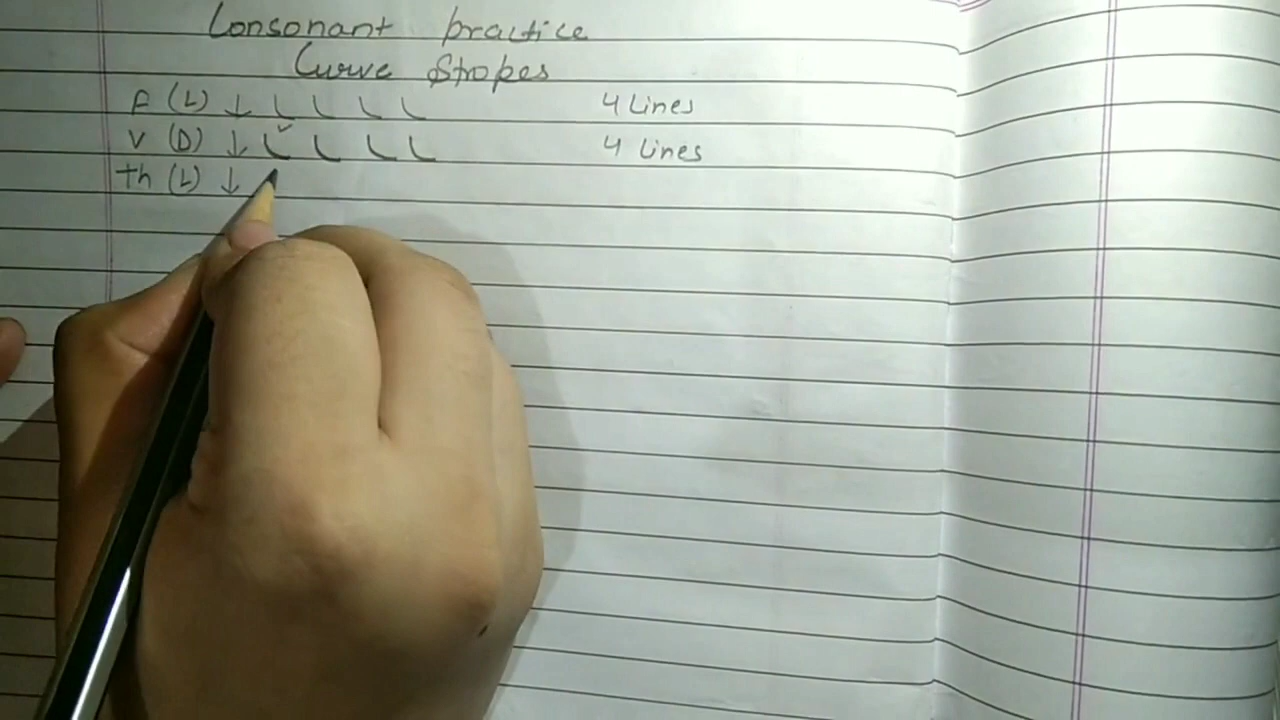 Consonant practice
Curve Strokes
F (L) ↓ 4 Lines
V (D) ↓ 4 Lines
Th (L) ↓